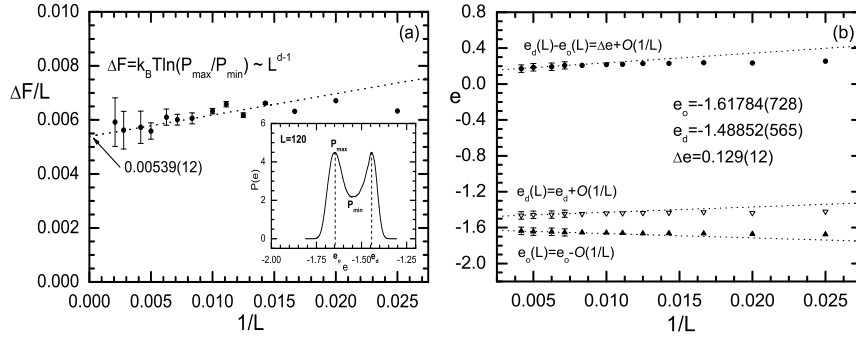 (a)
0.010
0.008
0.006
0.004
0.002
0.000
ΔF/L
ΔF=k_BTln(P_max/P_min) ~ L^{d-1}
0.00539(12)
L=120
P_max
P_min
P(e)
6
4
2
0
-2.00 -1.75 -1.50 -1.25
e_o e e_d
0.000 0.005 0.010 0.015 0.020 0.025
1/L
(b)
1.0
0.6
0.2
-0.2
-0.6
-1.0
-1.4
-1.8
e
e_d(L)-e_o(L)=Δe+O(1/L)
e_o=-1.61784(728)
e_d=-1.48852(565)
Δe=0.129(12)
e_d(L)=e_d+O(1/L)
e_o(L)=e_o-O(1/L)
0.005 0.010 0.015 0.020 0.025
1/L